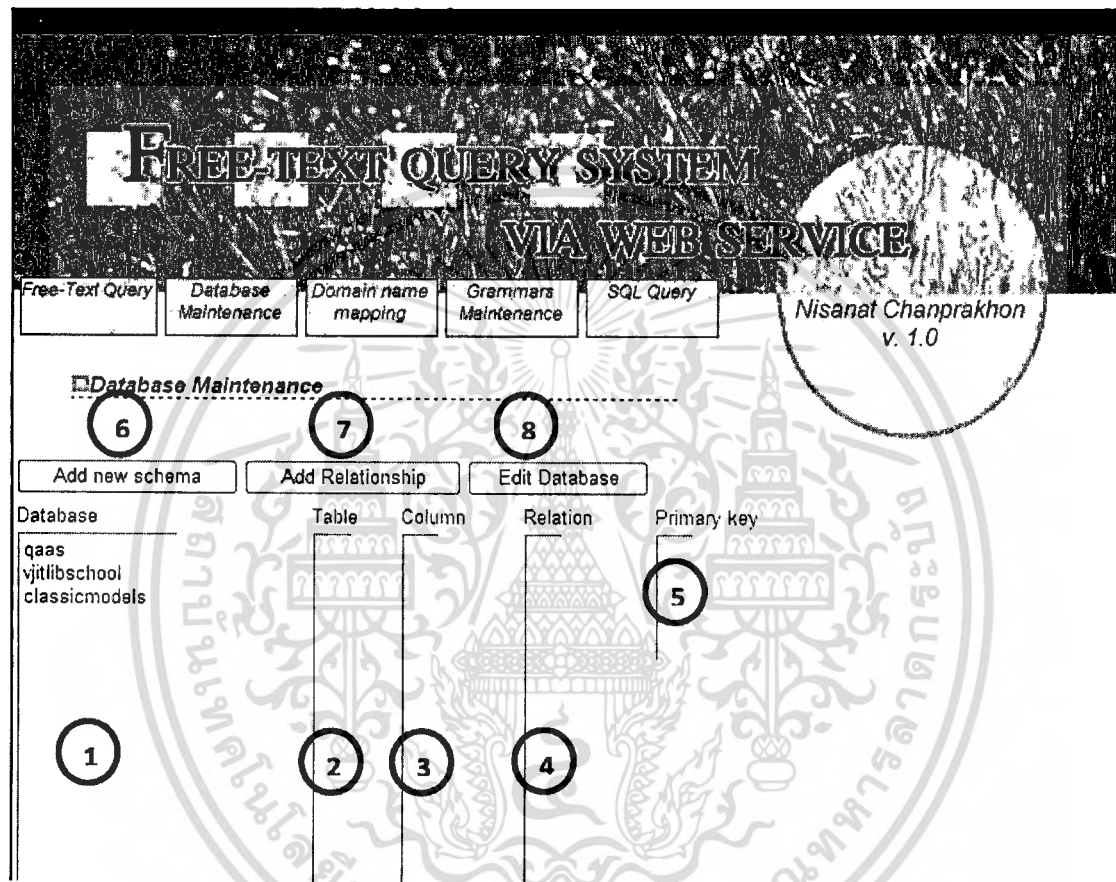 FREE-TEXT QUERY SYSTEM
VIA WEB SERVICE
Nisanat Chanprakhon
v. 1.0
Free-Text Query
Database Maintenance
Domain name mapping
Grammars Maintenance
SQL Query
Database Maintenance
6
7
8
Add new schema
Add Relationship
Edit Database
Database
Table
Column
Relation
Primary key
qaas
vjitlibschool
classicmodels
5
1
2
3
4